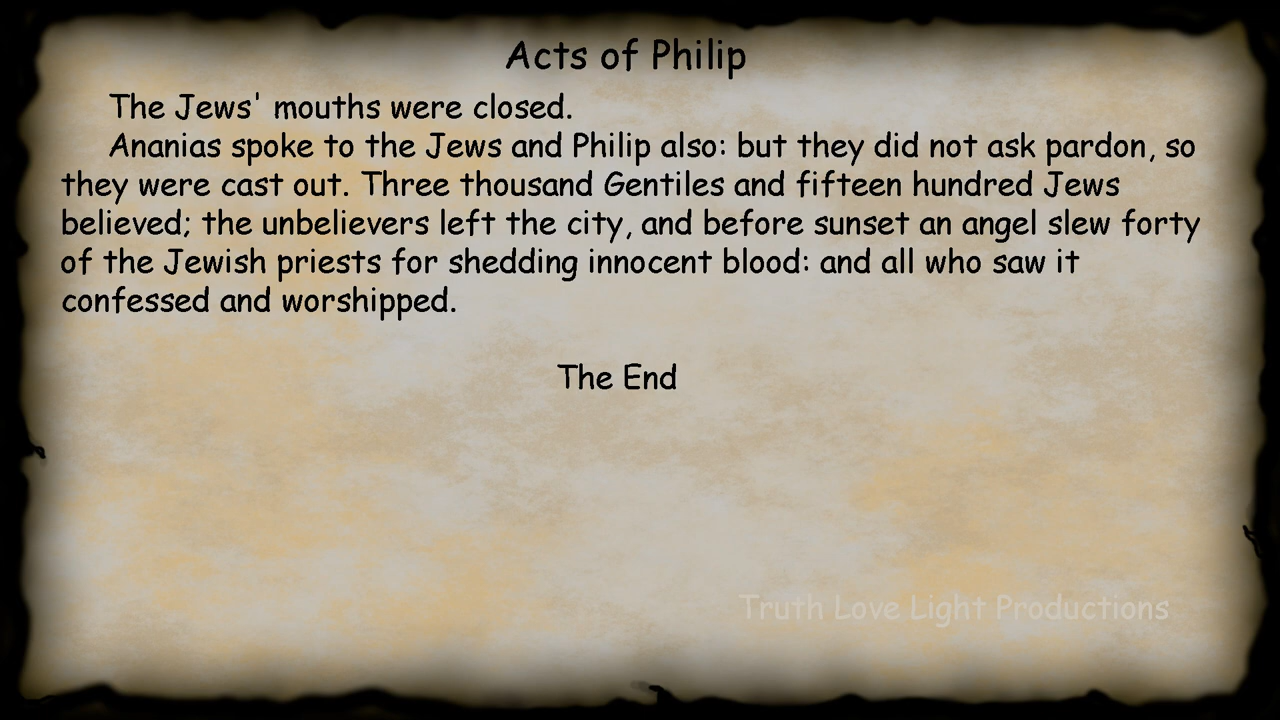 Acts of Philip
The Jews' mouths were closed.
Ananias spoke to the Jews and Philip also: but they did not ask pardon, so
they were cast out. Three thousand Gentiles and fifteen hundred Jews
believed; the unbelievers left the city, and before sunset an angel slew forty
of the Jewish priests for shedding innocent blood: and all who saw it
confessed and worshipped.
The End
Truth Love Light Productions